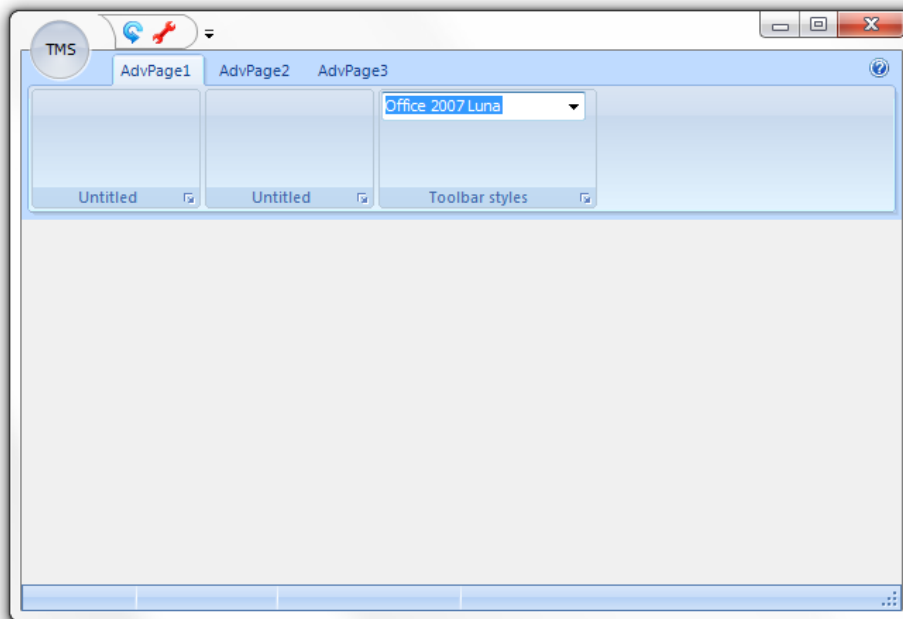 TMS
AdvPage1 AdvPage2 AdvPage3
Office 2007 Luna
Untitled Untitled Toolbar styles